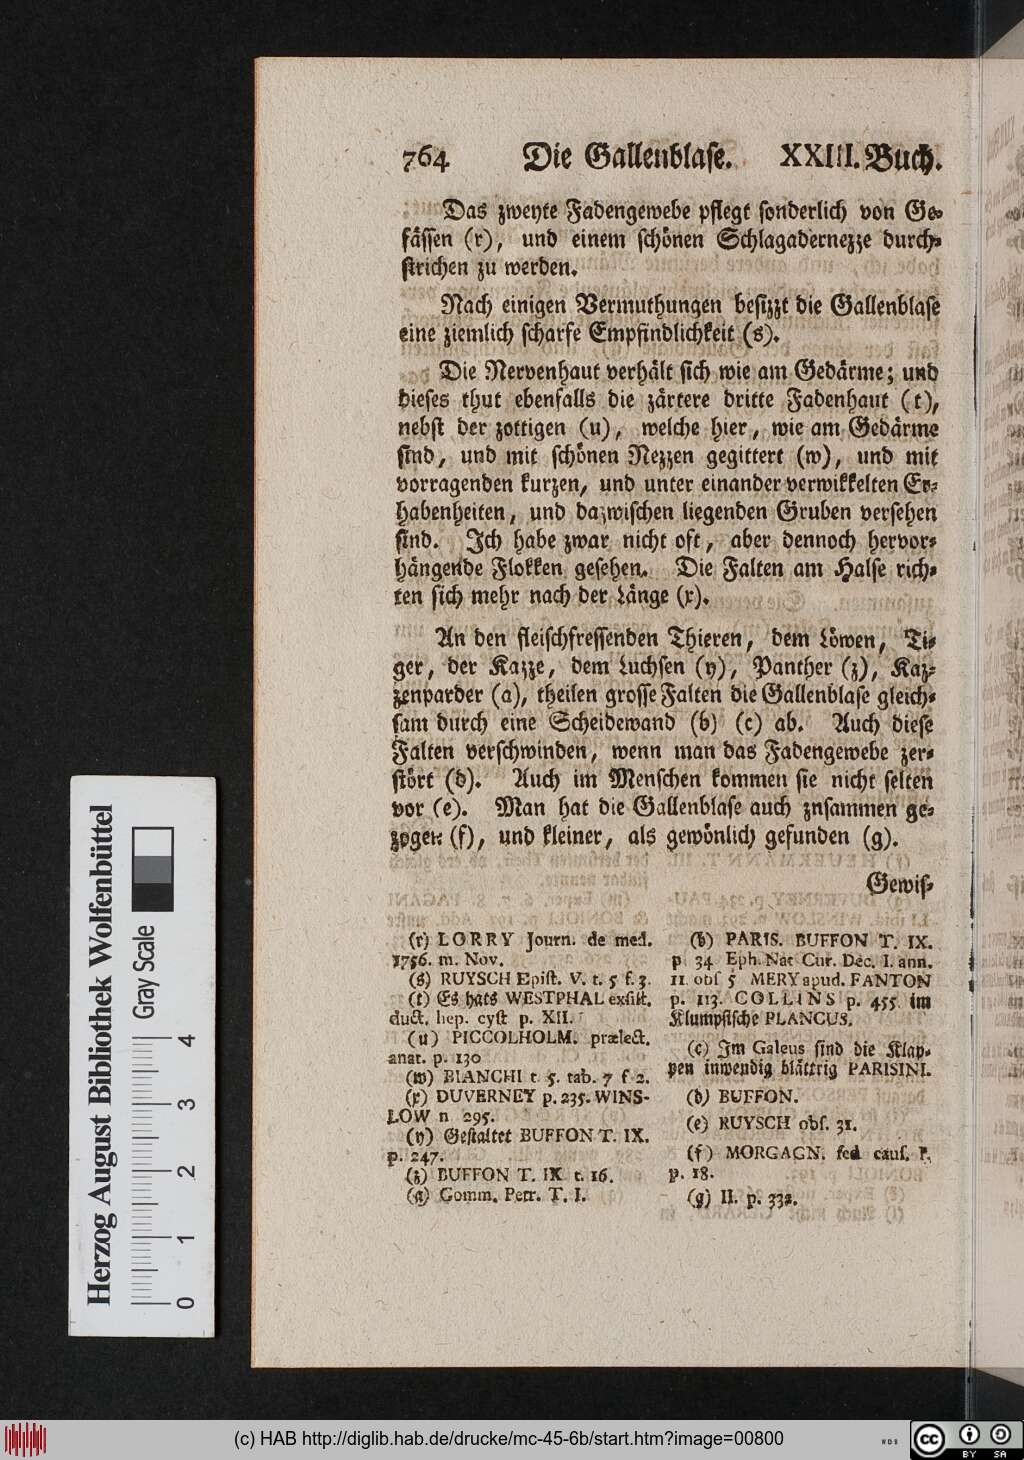 764 Die Gallenblase. XXIII. Buch.
Das zweyte Fadengewebe pflegt sonderlich von Ge-
fässen (r), und einem schönen Schlagadernezze durch-
strichen zu werden.
Nach einigen Vermuthungen besizzt die Gallenblase
eine ziemlich scharfe Empfindlichkeit (s).
Die Nervenhaut verhält sich wie am Gedärme; und
dieses thut ebenfalls die zärtere dritte Fadenhaut (t),
nebst der zottigen (u), welche hier, wie am Gedärme
sind, und mit schönen Nezzen gegittert (w), und mit
vorragenden kurzen, und unter einander verwikkelten Er-
habenheiten, und dazwischen liegenden Gruben versehen
sind. Ich habe zwar nicht oft, aber dennoch hervor-
hängende Flokken gesehen. Die Falten am Halse rich-
ten sich mehr nach der Länge (x).
An den fleischfressenden Thieren, dem Löwen, Ti-
ger, der Kazze, dem Luchsen (y), Panther (z), Kaz-
zenparder (a), theilen grosse Falten die Gallenblase gleich-
sam durch eine Scheidewand (b) (c) ab. Auch diese
Falten verschwinden, wenn man das Fadengewebe zer-
stört (d). Auch im Menschen kommen sie nicht selten
vor (e). Man hat die Gallenblase auch znsammen ge-
zogen (f), und kleiner, als gewönlich gefunden (g).
Gewis-
(r) LORRY Journ. de med.
1756. m. Nov.
(s) RUYSCH Epist. V. t. 5 f. 3.
(t) Es hats WESTPHAL exsist.
duct. hep. cyst p. XII.
(u) PICCOLHOLM. prælect.
anat. p. 130
(w) BIANCHI t. 5. tab. 7 f 2.
(x) DUVERNEY p. 235. WINS-
LOW n 295.
(y) Gestaltet BUFFON T. IX.
p. 247.
(z) BUFFON T. IX t. 16.
(a) Comm. Petr. T. I.
(b) PARIS. BUFFON T. IX.
p 34 Eph. Nat Cur. Dec. I. ann.
11. obs 5 MERY apud. FANTON
p. 113. COLLINS p. 455 im
Klumpfische PLANCUS.
(c) Im Galeus sind die Klap-
pen inwendig blättrig PARISINI.
(d) BUFFON.
(e) RUYSCH obs. 31.
(f) MORGAGN. sed caus. I.
p. 18.
(g) II. p. 332.
Herzog August Bibliothek Wolfenbüttel
Gray Scale
0 1 2 3 4
(c) HAB http://diglib.hab.de/drucke/mc-45-6b/start.htm?image=00800
WDB
cc BY SA